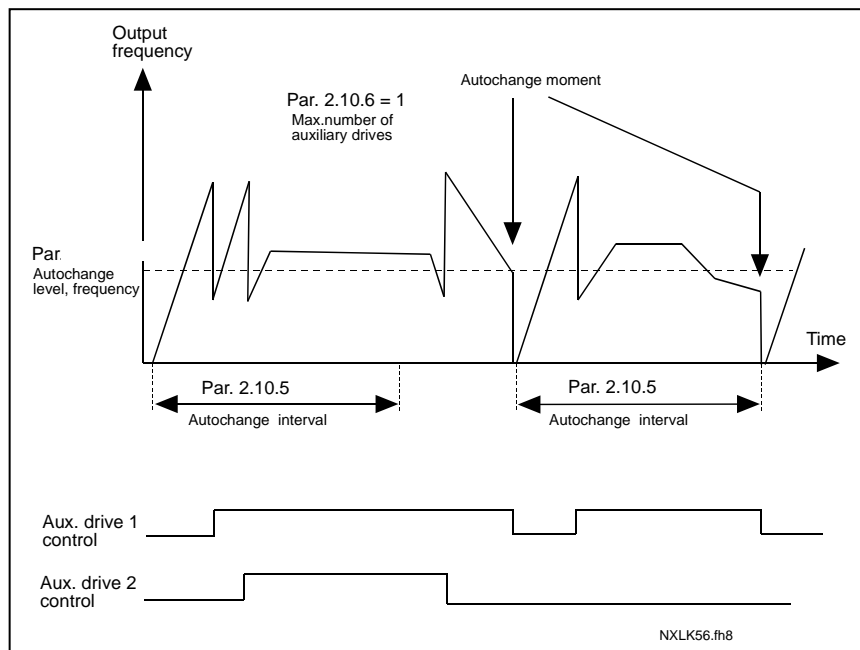 Output
frequency
Autochange moment
Par. 2.10.6 = 1
Max.number of
auxiliary drives
Par.
Autochange
level, frequency
Time
Par. 2.10.5
Autochange interval
Par. 2.10.5
Autochange interval
Aux. drive 1
control
Aux. drive 2
control
NXLK56.fh8